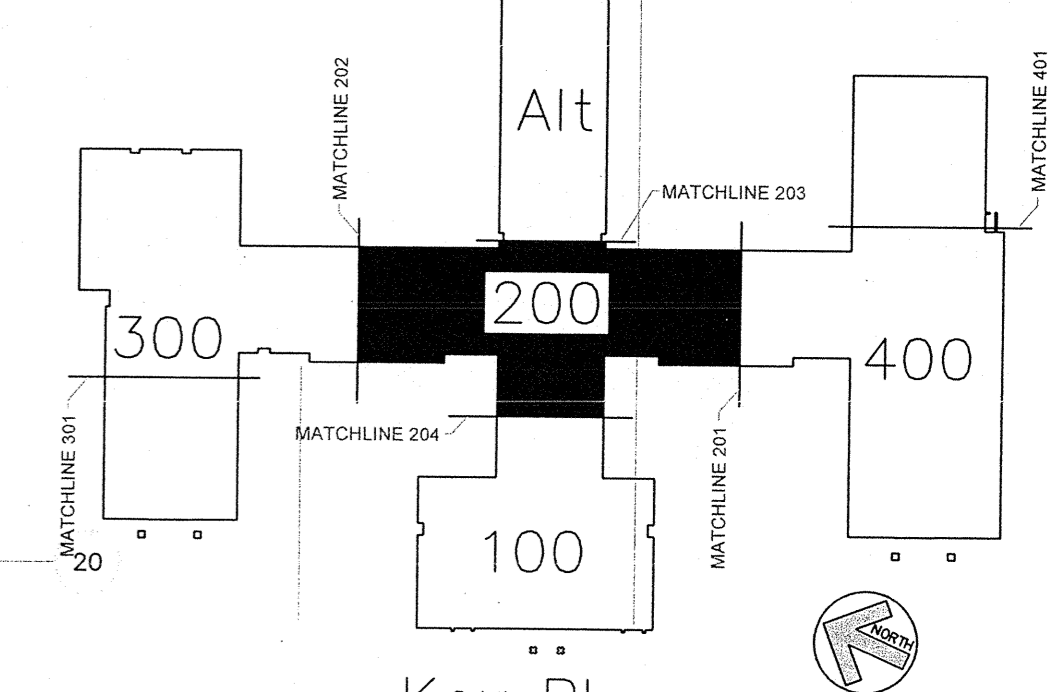 Alt
MATCHLINE 202
MATCHLINE 401
MATCHLINE 203
200
300
400
MATCHLINE 204
MATCHLINE 301
MATCHLINE 201
100
20
NORTH